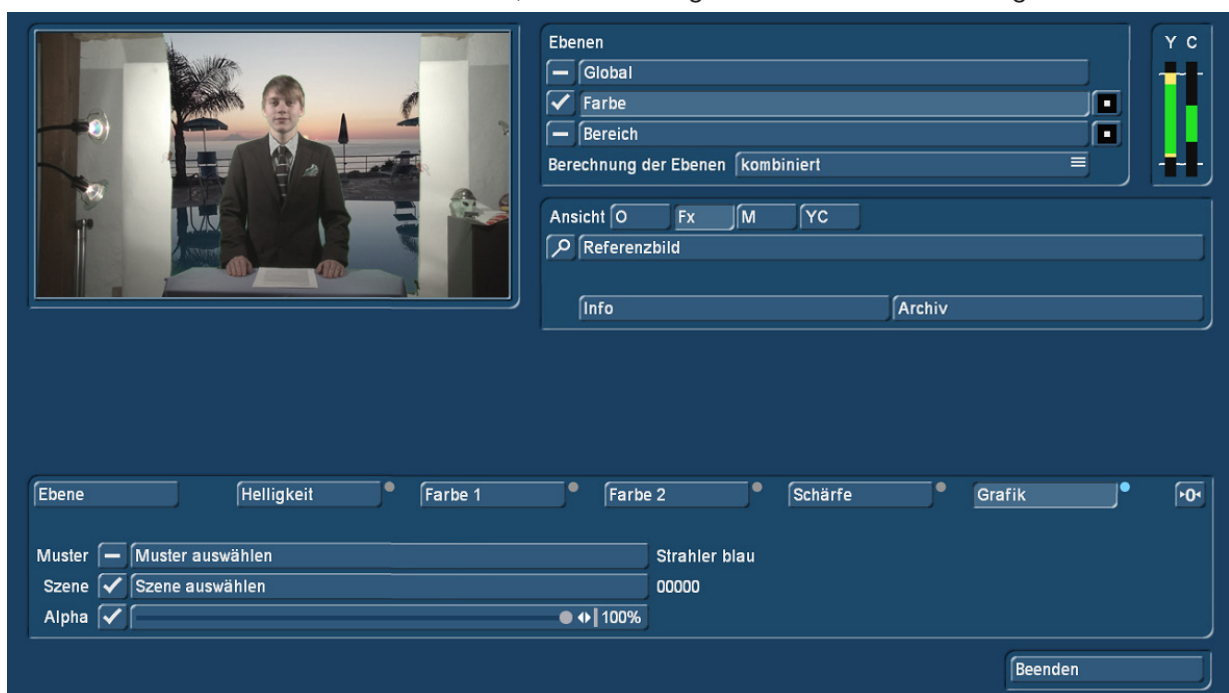 Ebenen
Y C
Global
Farbe
Bereich
Berechnung der Ebenen kombiniert
Ansicht O Fx M YC
Referenzbild
Info Archiv
Ebene Helligkeit Farbe 1 Farbe 2 Schärfe Grafik 0
Muster Muster auswählen Strahler blau
Szene Szene auswählen 00000
Alpha 100%
Beenden